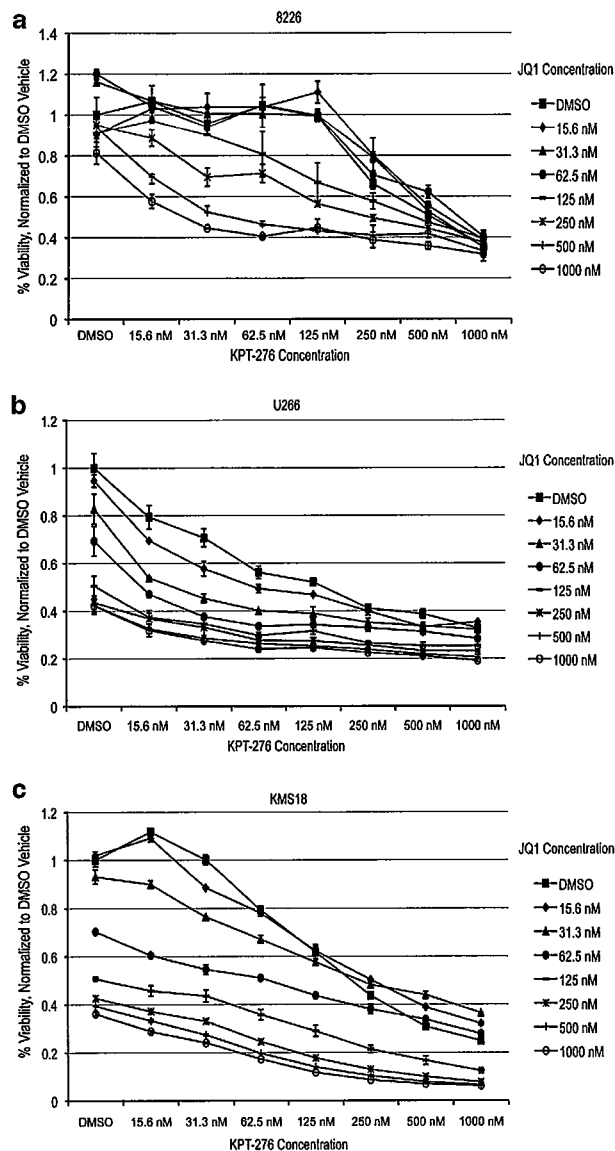 a
8226
% Viability, Normalized to DMSO Vehicle
1.4
1.2
1
0.8
0.6
0.4
0.2
0
DMSO 15.6 nM 31.3 nM 62.5 nM 125 nM 250 nM 500 nM 1000 nM
KPT-276 Concentration
JQ1 Concentration
DMSO
15.6 nM
31.3 nM
62.5 nM
125 nM
250 nM
500 nM
1000 nM
b
U266
% Viability, Normalized to DMSO Vehicle
1.2
1
0.8
0.6
0.4
0.2
0
DMSO 15.6 nM 31.3 nM 62.5 nM 125 nM 250 nM 500 nM 1000 nM
KPT-276 Concentration
JQ1 Concentration
DMSO
15.6 nM
31.3 nM
62.5 nM
125 nM
250 nM
500 nM
1000 nM
c
KMS18
% Viability, Normalized to DMSO Vehicle
1.2
1
0.8
0.6
0.4
0.2
0
DMSO 15.6 nM 31.3 nM 62.5 nM 125 nM 250 nM 500 nM 1000 nM
KPT-276 Concentration
JQ1 Concentration
DMSO
15.6 nM
31.3 nM
62.5 nM
125 nM
250 nM
500 nM
1000 nM